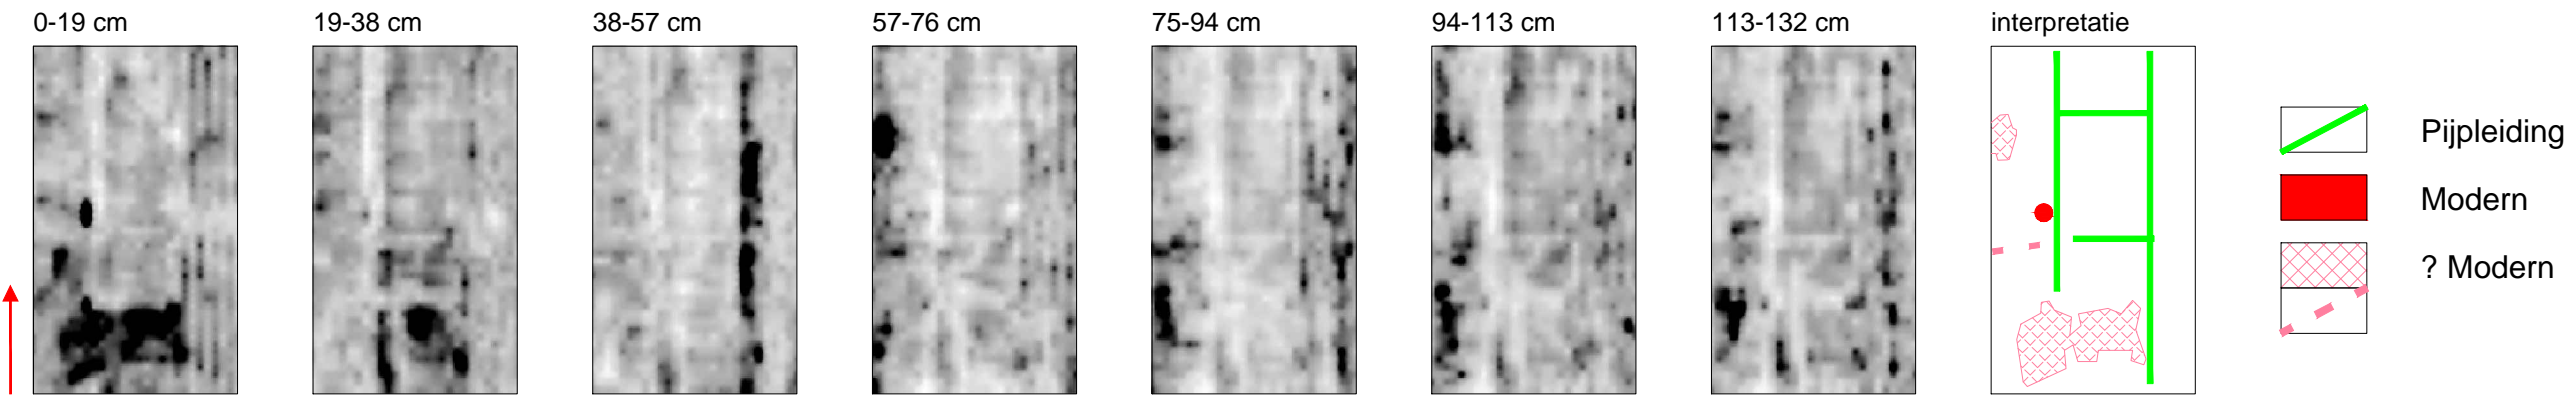 0-19 cm
19-38 cm
38-57 cm
57-76 cm
75-94 cm
94-113 cm
113-132 cm
interpretatie
Pijpleiding
Modern
? Modern